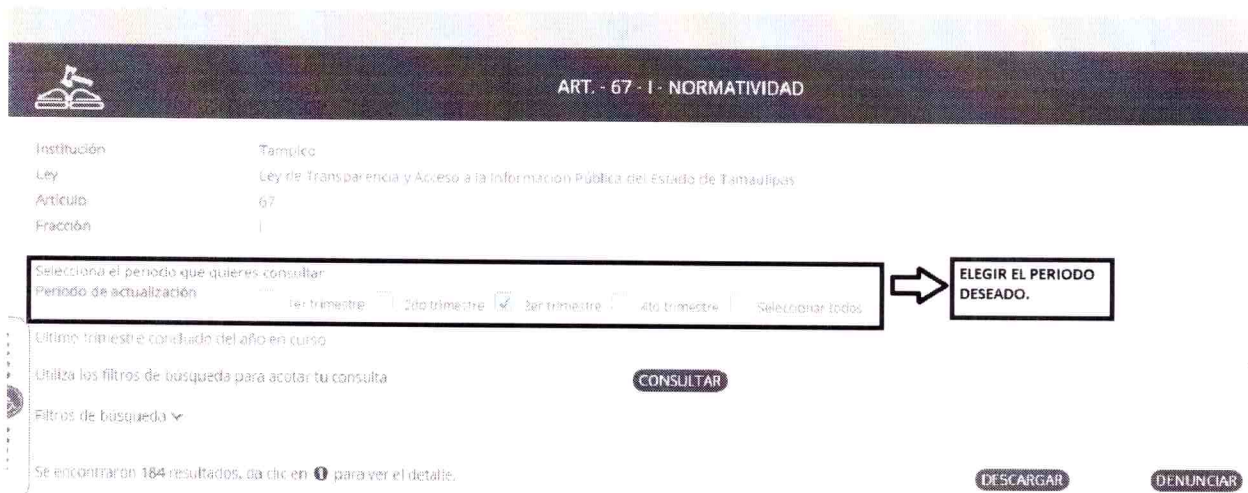 ART. - 67 - I - NORMATIVIDAD
Institución Tampico
Ley Ley de Transparencia y Acceso a la Información Pública del Estado de Tamaulipas
Artículo 67
Fracción I
Selecciona el periodo que quieres consultar
Periodo de actualización 1er trimestre 2do trimestre 3er trimestre 4to trimestre Seleccionar todos
ELEGIR EL PERIODO
DESEADO.
Último trimestre concluido del año en curso
Utiliza los filtros de búsqueda para acotar tu consulta CONSULTAR
Filtros de búsqueda
Se encontraron 184 resultados, da clic en i para ver el detalle.
DESCARGAR DENUNCIAR